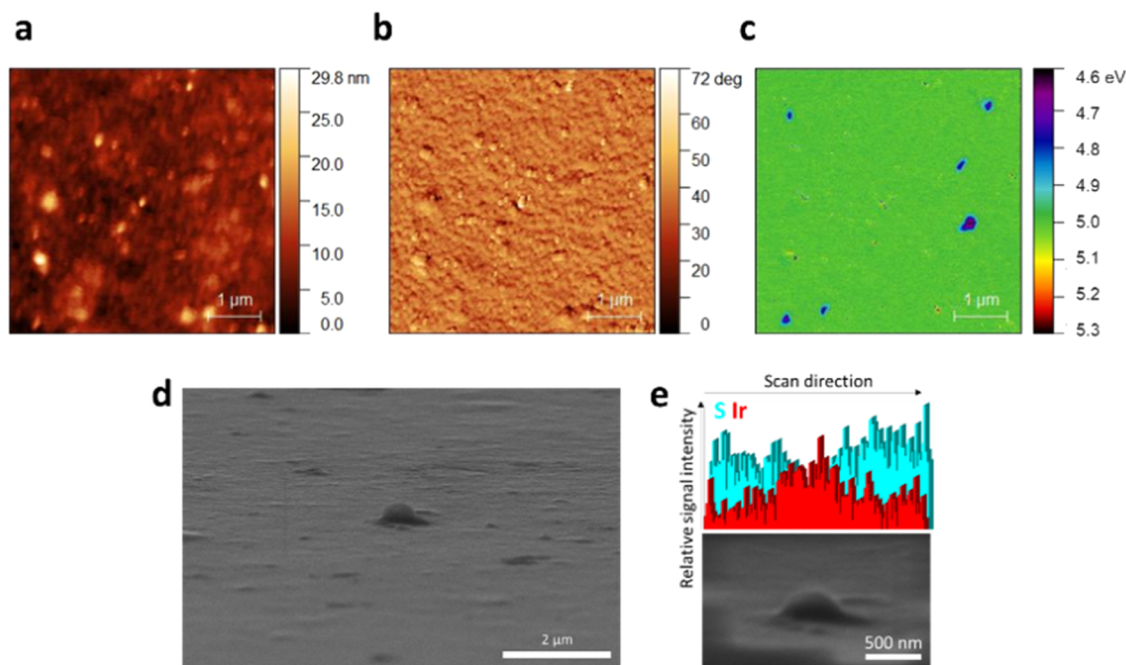 a
29.8 nm
25.0
20.0
15.0
10.0
5.0
0.0
1 µm
b
72 deg
60
50
40
30
20
0
1 µm
c
4.6 eV
4.7
4.8
4.9
5.0
5.1
5.2
5.3
1 µm
d
2 µm
e
Scan direction
Relative signal intensity
S Ir
500 nm